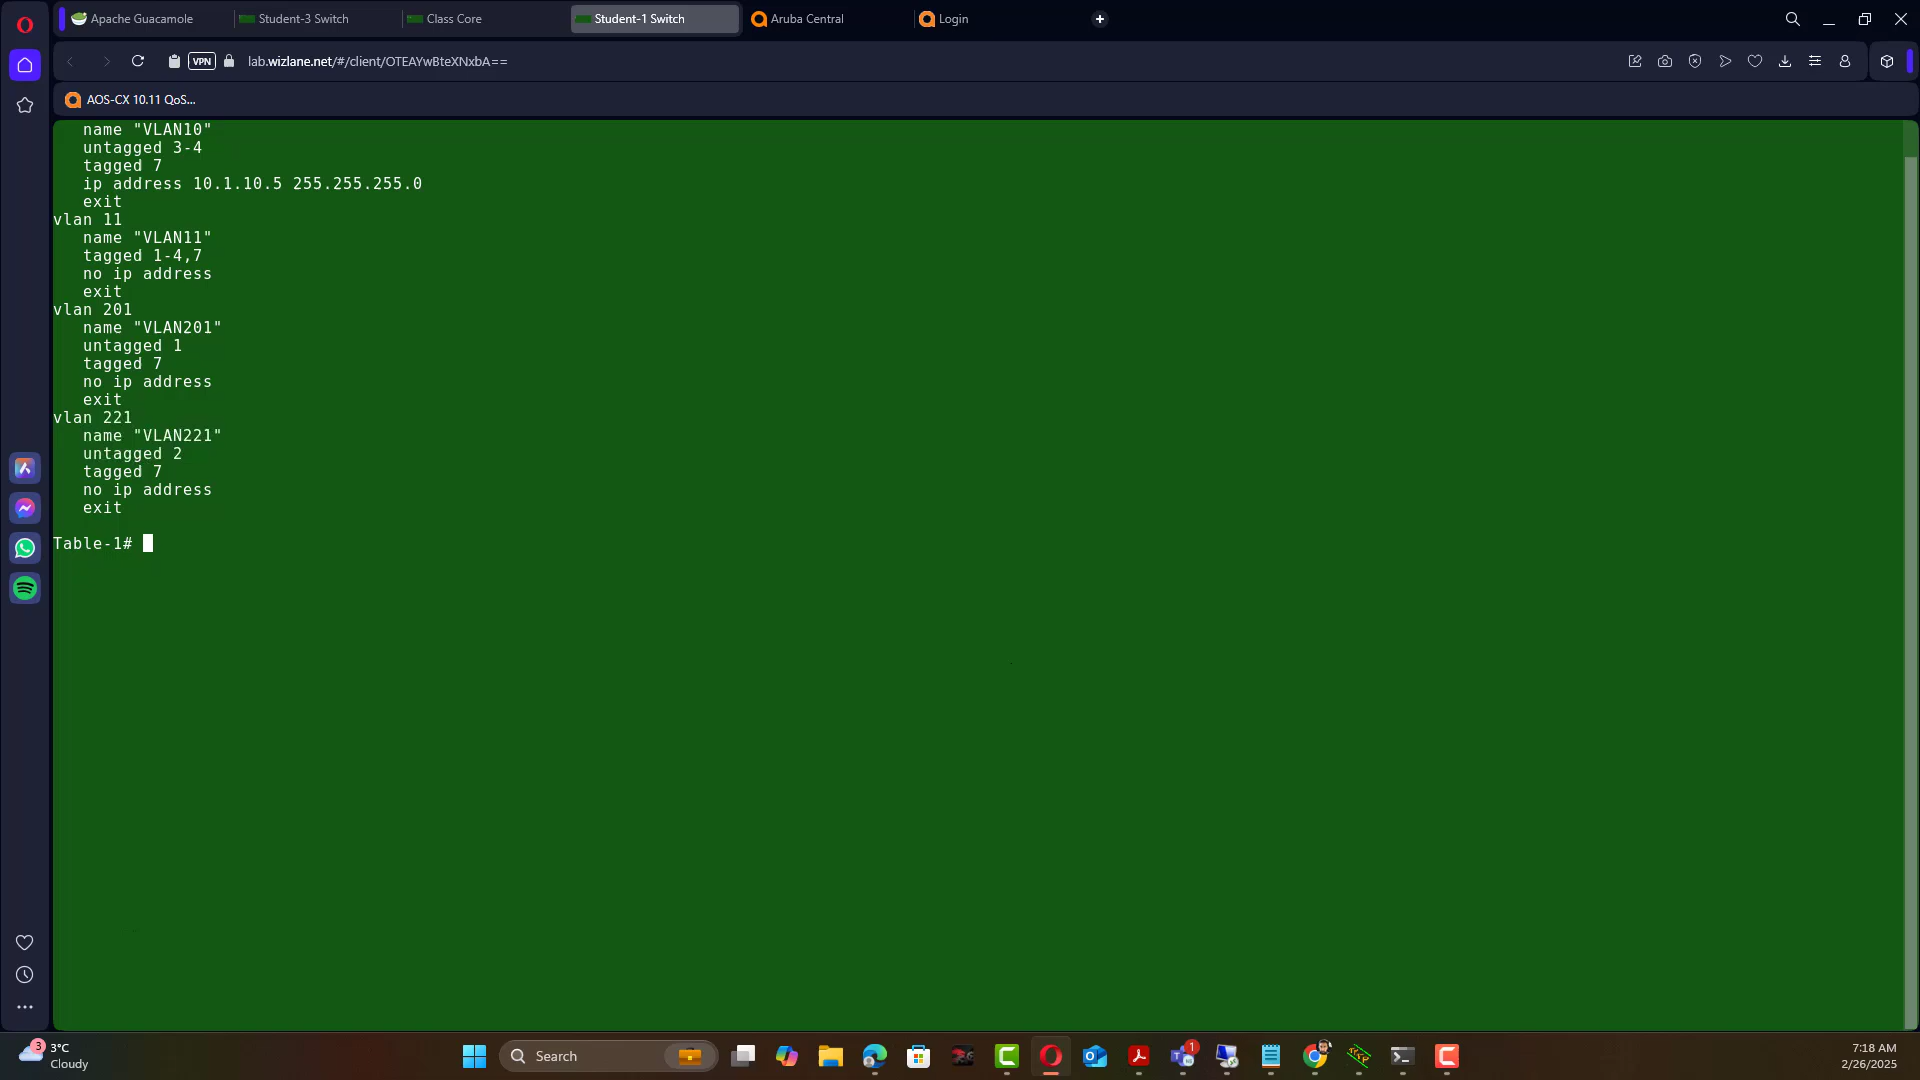 Apache Guacamole
Student-3 Switch
Class Core
Student-1 Switch
Aruba Central
Login
VPN
lab.wizlane.net/#/client/OTEAYwBteXNxbA==
AOS-CX 10.11 QoS...
name "VLAN10"
untagged 3-4
tagged 7
ip address 10.1.10.5 255.255.255.0
exit
vlan 11
name "VLAN11"
tagged 1-4,7
no ip address
exit
vlan 201
name "VLAN201"
untagged 1
tagged 7
no ip address
exit
vlan 221
name "VLAN221"
untagged 2
tagged 7
no ip address
exit
Table-1#
3
3°C
Cloudy
Search
1
7:18 AM
2/26/2025